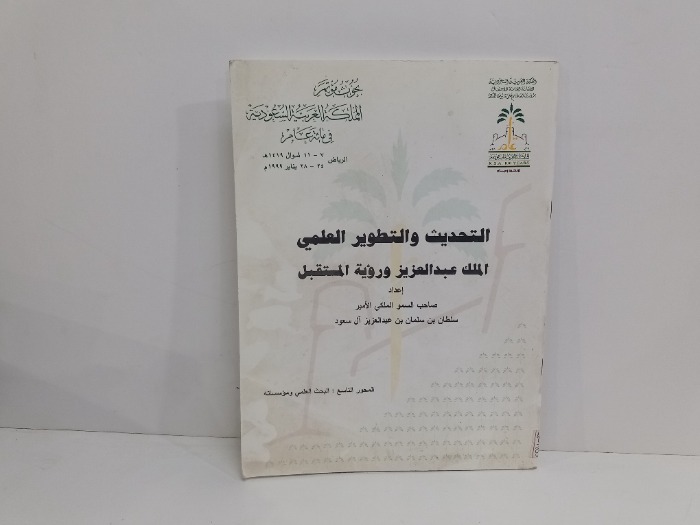 بحوث مؤتمر
المملكة العربية السعودية
في مائة عام
الرياض ٧ - ١١ شوال ١٤١٩هـ
٢٤ - ٢٨ يناير ١٩٩٩م
التحديث والتطوير العلمي
الملك عبدالعزيز ورؤية المستقبل
إعداد
صاحب السمو الملكي الأمير
سلطان بن سلمان بن عبدالعزيز آل سعود
المحور التاسع : البحث العلمي ومؤسساته